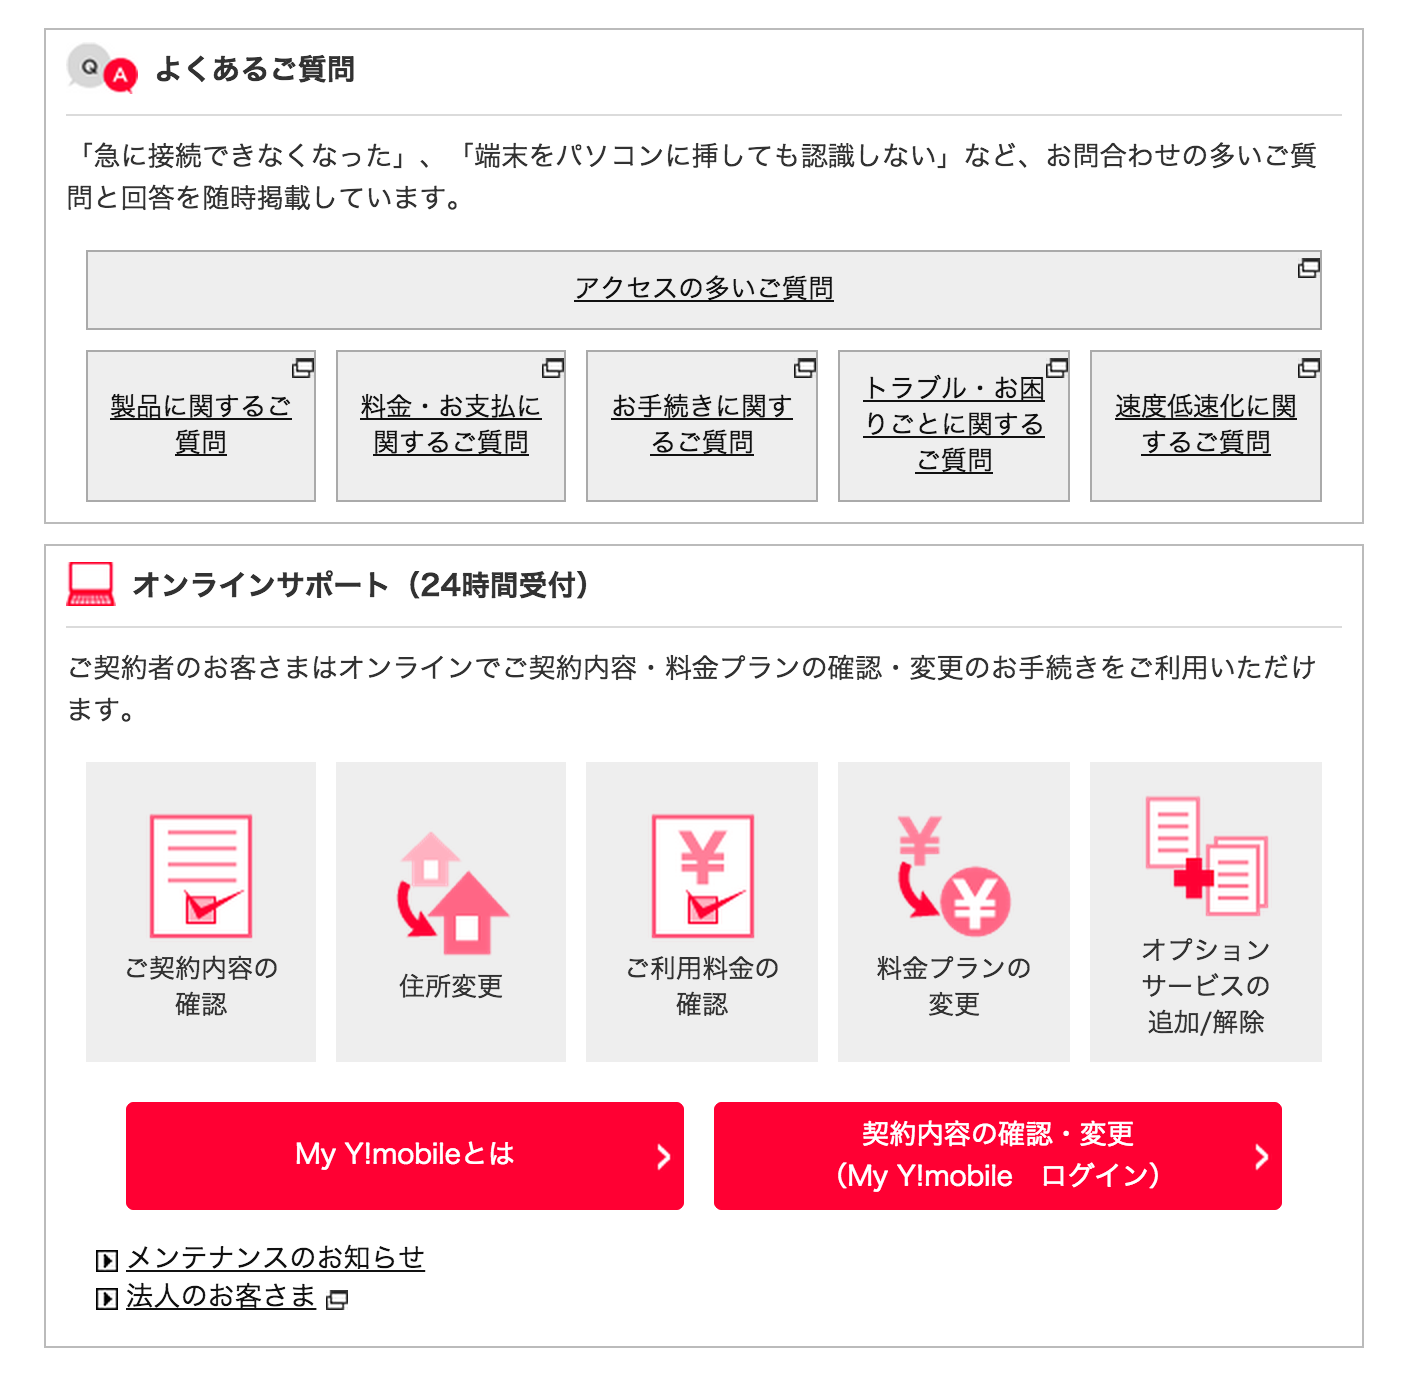 Q A よくあるご質問
「急に接続できなくなった」、「端末をパソコンに挿しても認識しない」など、お問合わせの多いご質
問と回答を随時掲載しています。
アクセスの多いご質問
製品に関するご
質問
料金・お支払に
関するご質問
お手続きに関す
るご質問
トラブル・お困
りごとに関する
ご質問
速度低速化に関
するご質問
オンラインサポート（24時間受付）
ご契約者のお客さまはオンラインでご契約内容・料金プランの確認・変更のお手続きをご利用いただけ
ます。
ご契約内容の
確認
住所変更
¥
ご利用料金の
確認
¥
¥
料金プランの
変更
オプション
サービスの
追加/解除
My Y!mobileとは
契約内容の確認・変更
（My Y!mobile　ログイン）
メンテナンスのお知らせ
法人のお客さま